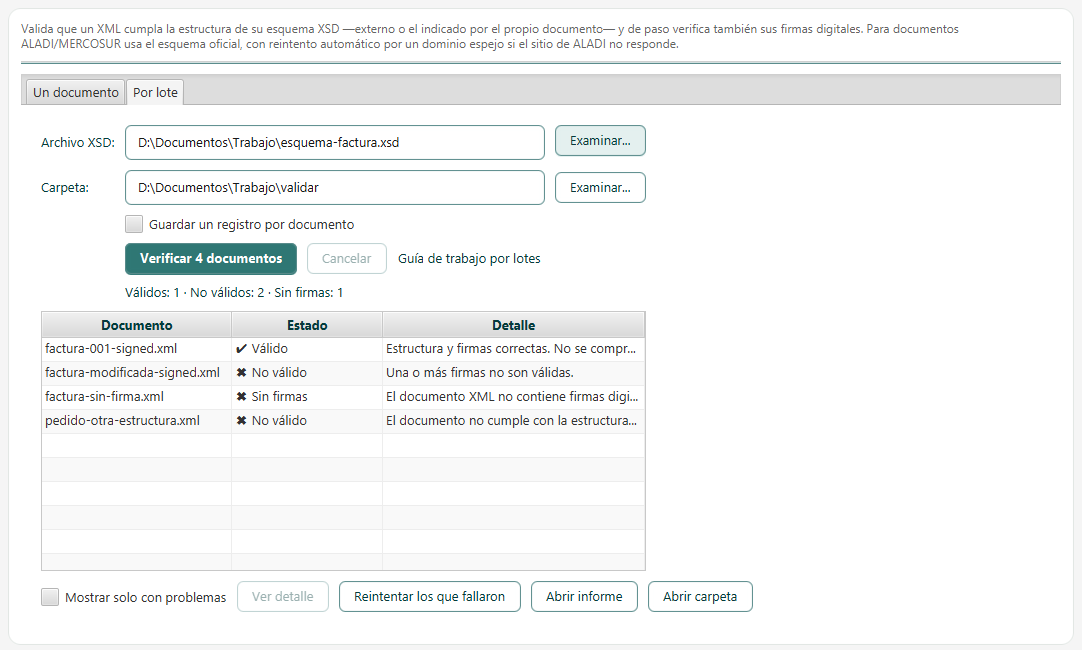 Valida que un XML cumpla la estructura de su esquema XSD —externo o el indicado por el propio documento— y de paso verifica también sus firmas digitales. Para documentos
ALADI/MERCOSUR usa el esquema oficial, con reintento automático por un dominio espejo si el sitio de ALADI no responde.
Un documento Por lote
Archivo XSD: D:\Documentos\Trabajo\esquema-factura.xsd Examinar...
Carpeta: D:\Documentos\Trabajo\validar Examinar...
Guardar un registro por documento
Verificar 4 documentos Cancelar Guía de trabajo por lotes
Válidos: 1 · No válidos: 2 · Sin firmas: 1
Documento Estado Detalle
factura-001-signed.xml ✔ Válido Estructura y firmas correctas. No se compr...
factura-modificada-signed.xml ✖ No válido Una o más firmas no son válidas.
factura-sin-firma.xml ✖ Sin firmas El documento XML no contiene firmas digi...
pedido-otra-estructura.xml ✖ No válido El documento no cumple con la estructura...
Mostrar solo con problemas Ver detalle Reintentar los que fallaron Abrir informe Abrir carpeta